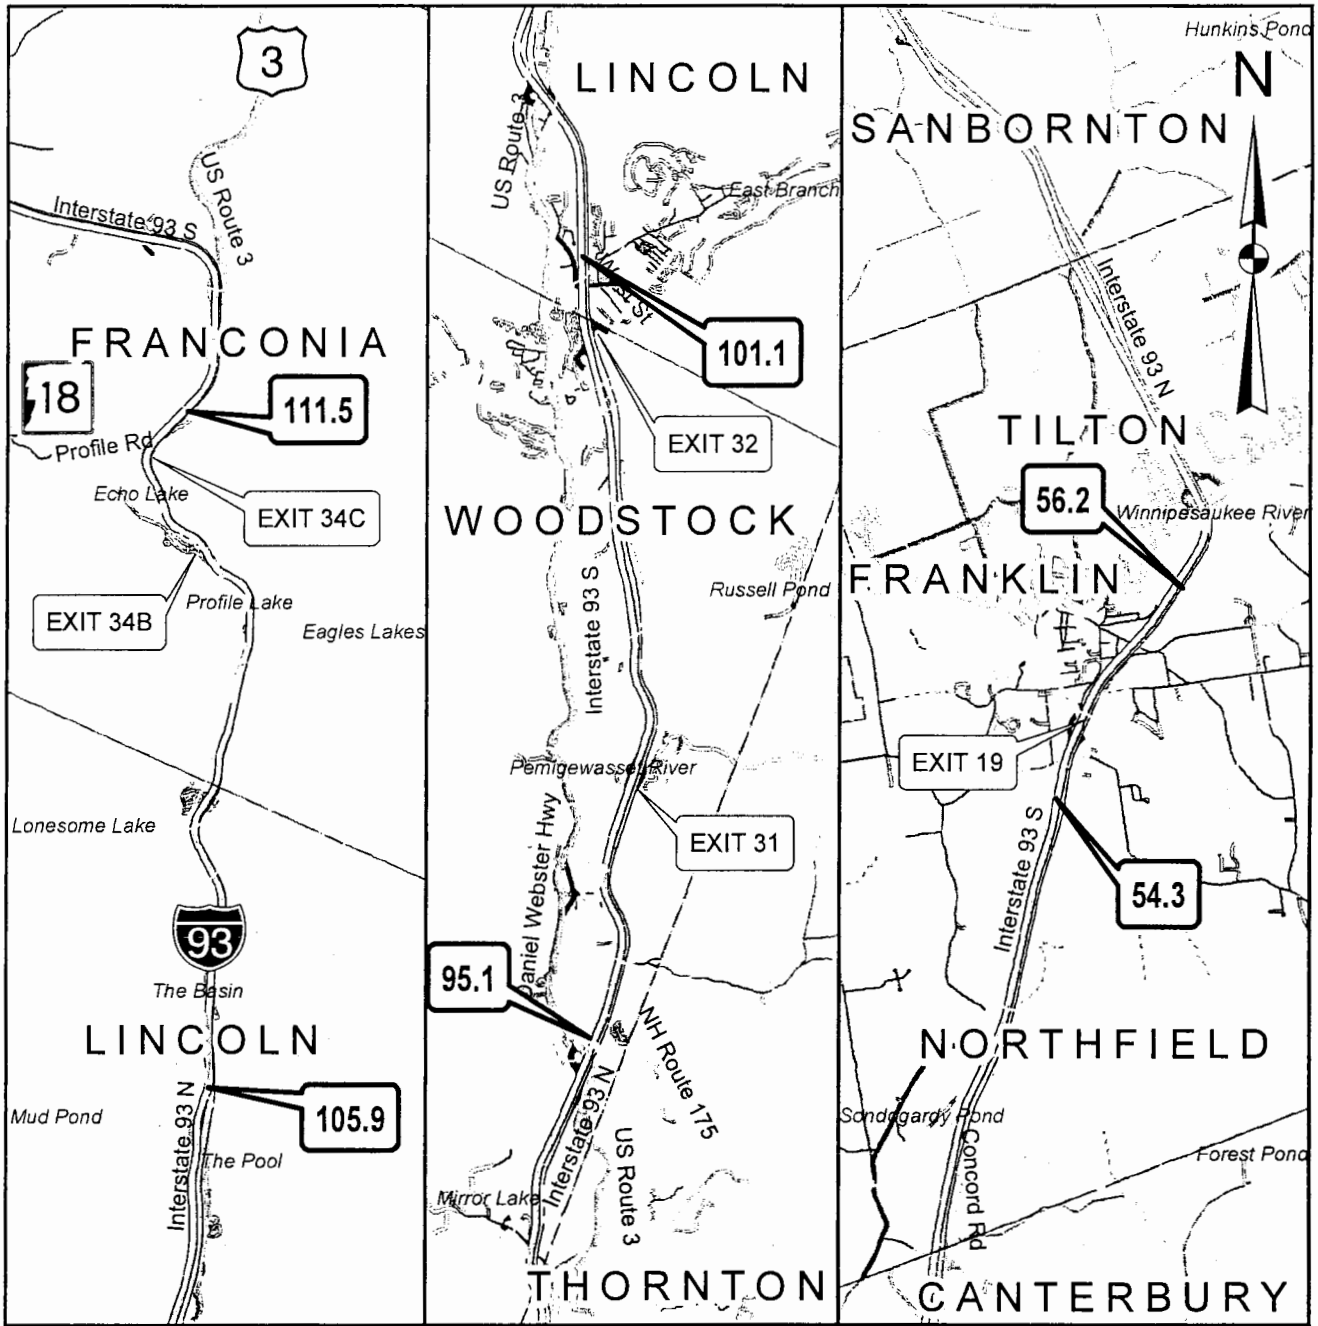 3
US Route 3
Interstate 93 S
FRANCONIA
18
111.5
Profile Rd
Echo Lake
EXIT 34C
EXIT 34B
Profile Lake
Eagles Lakes
Lonesome Lake
93
The Basin
LINCOLN
Mud Pond
105.9
Interstate 93 N
The Pool
LINCOLN
US Route 3
East Branch
West St
101.1
EXIT 32
WOODSTOCK
Interstate 93 S
Russell Pond
Pemigewasset River
EXIT 31
Daniel Webster Hwy
95.1
NH Route 175
Interstate 93 N
US Route 3
Mirror Lake
THORNTON
Hunkins Pond
N
SANBORNTON
Interstate 93 N
TILTON
56.2
Winnipesaukee River
FRANKLIN
EXIT 19
Interstate 93 S
54.3
NORTHFIELD
Sondogardy Pond
Concord Rd
Forest Pond
CANTERBURY